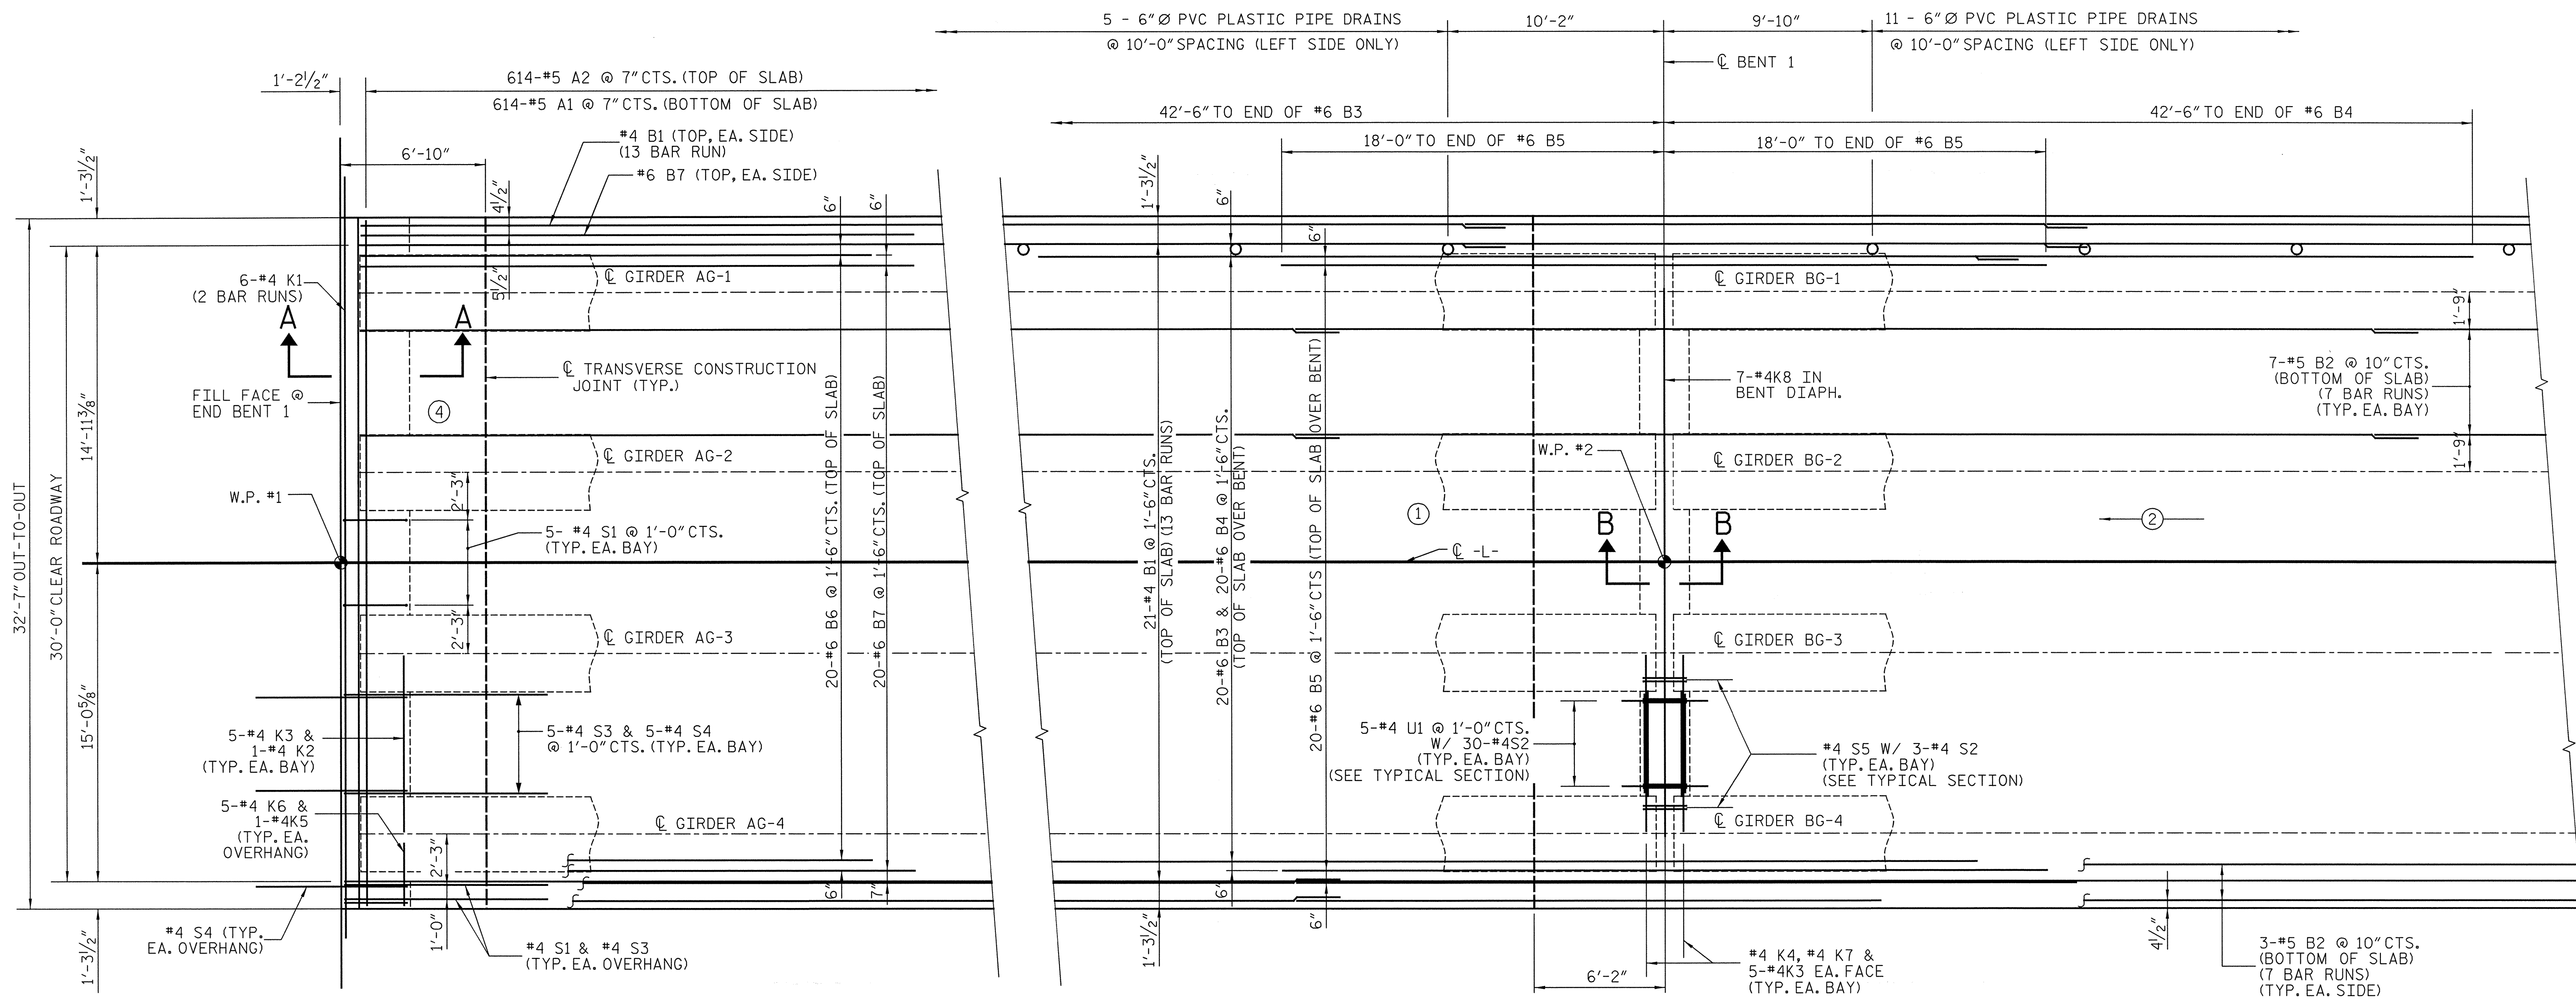 5 - 6"Ø PVC PLASTIC PIPE DRAINS
@ 10'-0" SPACING (LEFT SIDE ONLY)
10'-2"
9'-10"
11 - 6"Ø PVC PLASTIC PIPE DRAINS
@ 10'-0" SPACING (LEFT SIDE ONLY)
℄ BENT 1
1'-2½"
614-#5 A2 @ 7" CTS. (TOP OF SLAB)
614-#5 A1 @ 7" CTS. (BOTTOM OF SLAB)
42'-6" TO END OF #6 B3
42'-6" TO END OF #6 B4
18'-0" TO END OF #6 B5
18'-0" TO END OF #6 B5
#4 B1 (TOP, EA. SIDE)
(13 BAR RUN)
6'-10"
#6 B7 (TOP, EA. SIDE)
1'-3½"
4½"
5½"
6"
6"
1'-3½"
6"
6"
6-#4 K1
(2 BAR RUNS)
A
A
℄ GIRDER AG-1
℄ GIRDER BG-1
1'-9"
℄ TRANSVERSE CONSTRUCTION
JOINT (TYP.)
FILL FACE @
END BENT 1
4
7-#4K8 IN
BENT DIAPH.
7-#5 B2 @ 10" CTS.
(BOTTOM OF SLAB)
(7 BAR RUNS)
(TYP. EA. BAY)
1'-9"
32'-7" OUT-TO-OUT
30'-0" CLEAR ROADWAY
14'-11⅜"
15'-0⅝"
℄ GIRDER AG-2
W.P. #2
℄ GIRDER BG-2
W.P. #1
2'-3"
5- #4 S1 @ 1'-0" CTS.
(TYP. EA. BAY)
2'-3"
1
B
B
2
℄ -L-
20-#6 B6 @ 1'-6" CTS. (TOP OF SLAB)
20-#6 B7 @ 1'-6" CTS. (TOP OF SLAB)
21-#4 B1 @ 1'-6" CTS.
(TOP OF SLAB) (13 BAR RUNS)
20-#6 B3 & 20-#6 B4 @ 1'-6" CTS.
(TOP OF SLAB OVER BENT)
20-#6 B5 @ 1'-6" CTS (TOP OF SLAB OVER BENT)
℄ GIRDER AG-3
℄ GIRDER BG-3
5-#4 K3 &
1-#4 K2
(TYP. EA. BAY)
5-#4 S3 & 5-#4 S4
@ 1'-0" CTS. (TYP. EA. BAY)
5-#4 U1 @ 1'-0" CTS.
W/ 30-#4S2
(TYP. EA. BAY)
(SEE TYPICAL SECTION)
#4 S5 W/ 3-#4 S2
(TYP. EA. BAY)
(SEE TYPICAL SECTION)
5-#4 K6 &
1-#4K5
(TYP. EA.
OVERHANG)
℄ GIRDER AG-4
℄ GIRDER BG-4
2'-3"
1'-0"
6"
7"
6"
6"
1'-3½"
1'-3½"
#4 S4 (TYP.
EA. OVERHANG)
#4 S1 & #4 S3
(TYP. EA. OVERHANG)
6'-2"
#4 K4, #4 K7 &
5-#4K3 EA. FACE
(TYP. EA. BAY)
4½"
3-#5 B2 @ 10" CTS.
(BOTTOM OF SLAB)
(7 BAR RUNS)
(TYP. EA. SIDE)